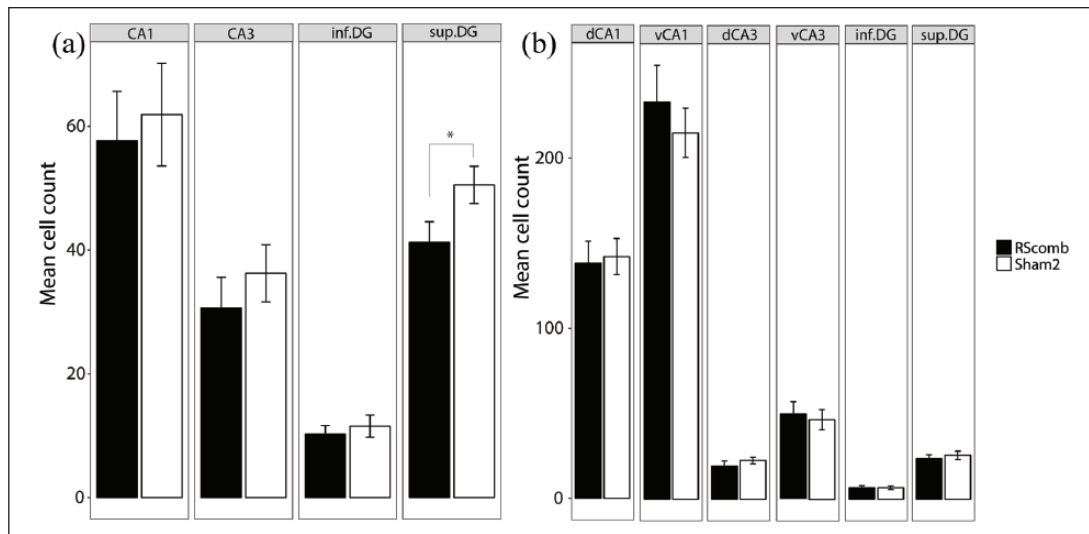 (a)
CA1 CA3 inf.DG sup.DG
Mean cell count
60
40
20
0
*
(b)
dCA1 vCA1 dCA3 vCA3 inf.DG sup.DG
Mean cell count
200
100
0
RScomb
Sham2